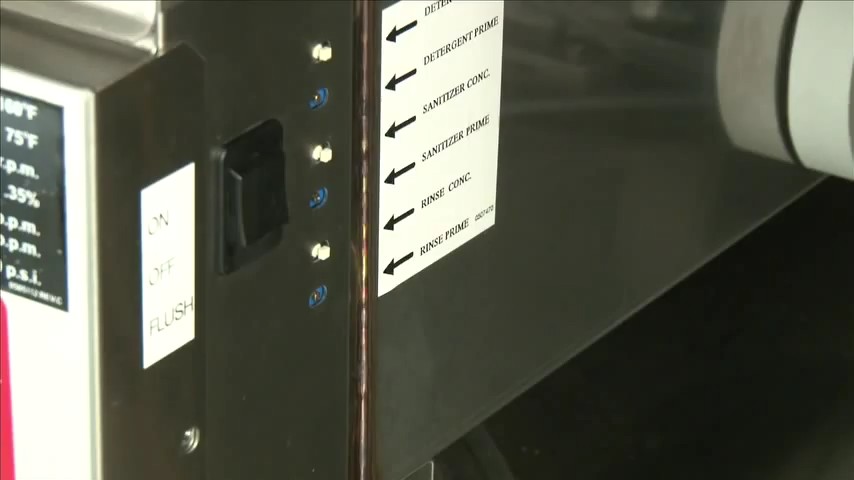 75°F
.35%
p.p.m.
p.s.i.
ON
OFF
FLUSH
DETERGENT PRIME
SANITIZER CONC.
SANITIZER PRIME
RINSE CONC.
RINSE PRIME